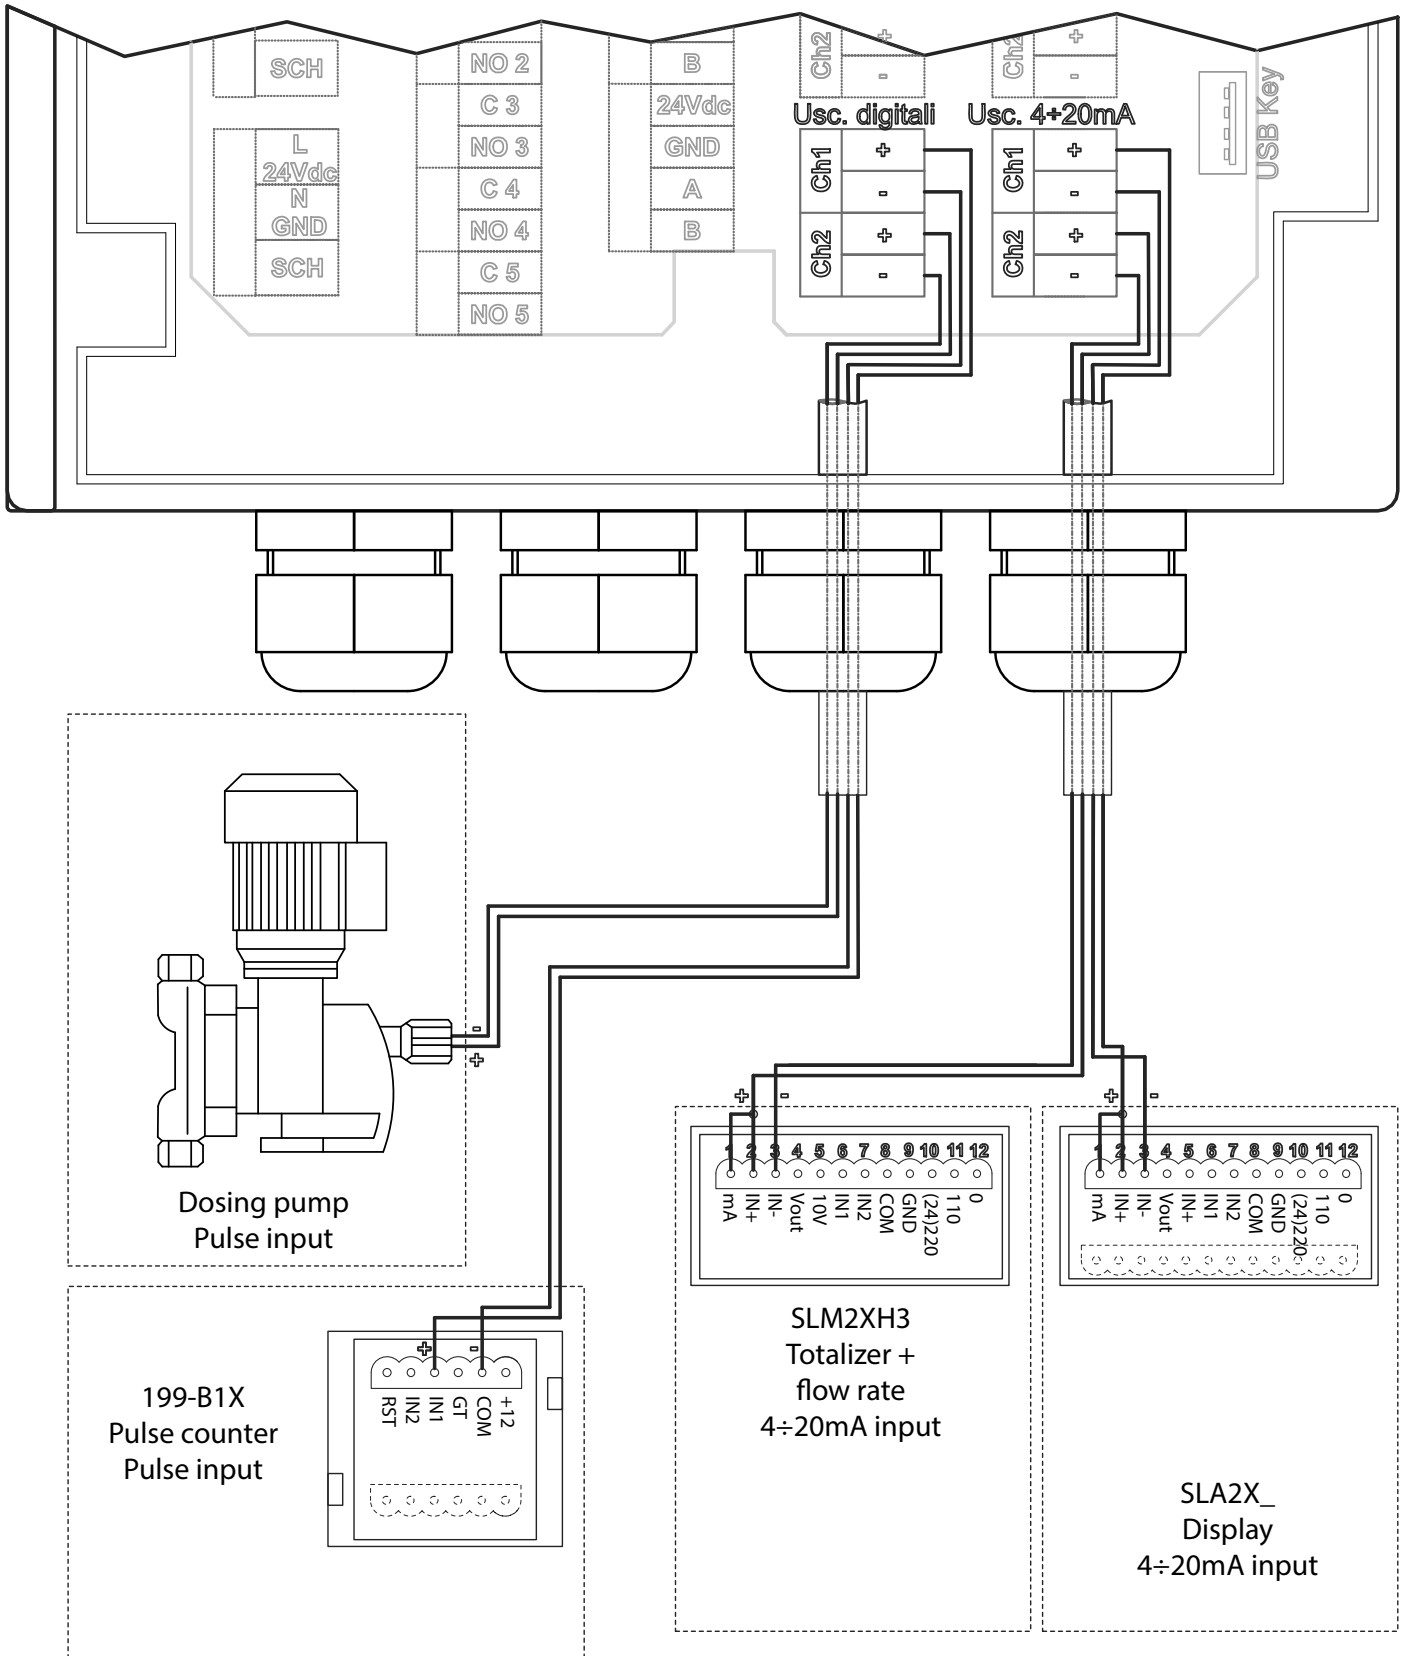 SCH
L
24Vdc
N
GND
SCH
NO 2
C 3
NO 3
C 4
NO 4
C 5
NO 5
B
24Vdc
GND
A
B
Ch2
+
-
Usc. digitali
Ch1
+
-
Ch2
+
-
Ch2
+
-
Usc. 4÷20mA
Ch1
+
-
Ch2
+
-
USB Key
-
+
Dosing pump
Pulse input
199-B1X
Pulse counter
Pulse input
+ -
RST IN2 IN1 GT COM +12
+ -
1 2 3 4 5 6 7 8 9 10 11 12
mA IN+ IN- Vout 10V IN1 IN2 COM GND (24)220 110 0
SLM2XH3
Totalizer +
flow rate
4÷20mA input
+ -
1 2 3 4 5 6 7 8 9 10 11 12
mA IN+ IN- Vout IN+ IN1 IN2 COM GND (24)220 110 0
SLA2X_
Display
4÷20mA input